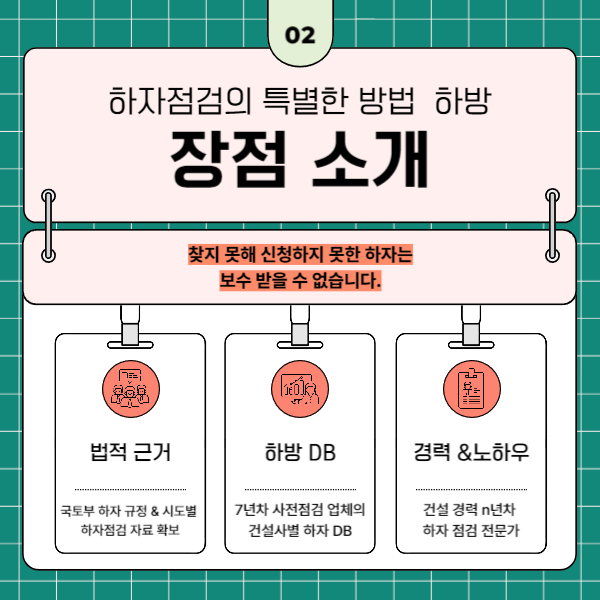 02
하자점검의 특별한 방법 하방
장점 소개
찾지 못해 신청하지 못한 하자는
보수 받을 수 없습니다.
법적 근거
국토부 하자 규정 & 시도별
하자점검 자료 확보
하방 DB
7년차 사전점검 업체의
건설사별 하자 DB
경력 &노하우
건설 경력 n년차
하자 점검 전문가